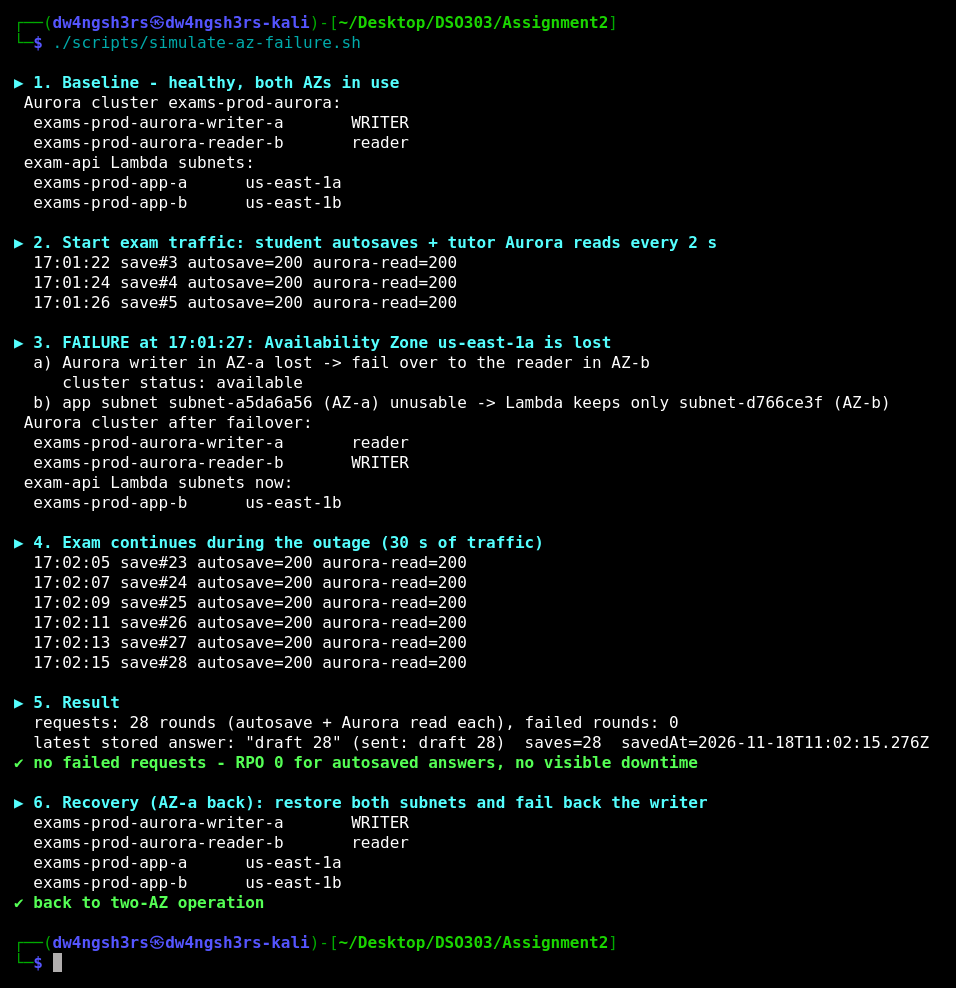 ┌──(dw4ngsh3rs㉿dw4ngsh3rs-kali)-[~/Desktop/DSO303/Assignment2]
└─$ ./scripts/simulate-az-failure.sh
▶ 1. Baseline - healthy, both AZs in use
Aurora cluster exams-prod-aurora:
exams-prod-aurora-writer-a WRITER
exams-prod-aurora-reader-b reader
exam-api Lambda subnets:
exams-prod-app-a us-east-1a
exams-prod-app-b us-east-1b
▶ 2. Start exam traffic: student autosaves + tutor Aurora reads every 2 s
17:01:22 save#3 autosave=200 aurora-read=200
17:01:24 save#4 autosave=200 aurora-read=200
17:01:26 save#5 autosave=200 aurora-read=200
▶ 3. FAILURE at 17:01:27: Availability Zone us-east-1a is lost
a) Aurora writer in AZ-a lost -> fail over to the reader in AZ-b
cluster status: available
b) app subnet subnet-a5da6a56 (AZ-a) unusable -> Lambda keeps only subnet-d766ce3f (AZ-b)
Aurora cluster after failover:
exams-prod-aurora-writer-a reader
exams-prod-aurora-reader-b WRITER
exam-api Lambda subnets now:
exams-prod-app-b us-east-1b
▶ 4. Exam continues during the outage (30 s of traffic)
17:02:05 save#23 autosave=200 aurora-read=200
17:02:07 save#24 autosave=200 aurora-read=200
17:02:09 save#25 autosave=200 aurora-read=200
17:02:11 save#26 autosave=200 aurora-read=200
17:02:13 save#27 autosave=200 aurora-read=200
17:02:15 save#28 autosave=200 aurora-read=200
▶ 5. Result
requests: 28 rounds (autosave + Aurora read each), failed rounds: 0
latest stored answer: "draft 28" (sent: draft 28) saves=28 savedAt=2026-11-18T11:02:15.276Z
✔ no failed requests - RPO 0 for autosaved answers, no visible downtime
▶ 6. Recovery (AZ-a back): restore both subnets and fail back the writer
exams-prod-aurora-writer-a WRITER
exams-prod-aurora-reader-b reader
exams-prod-app-a us-east-1a
exams-prod-app-b us-east-1b
✔ back to two-AZ operation
┌──(dw4ngsh3rs㉿dw4ngsh3rs-kali)-[~/Desktop/DSO303/Assignment2]
└─$